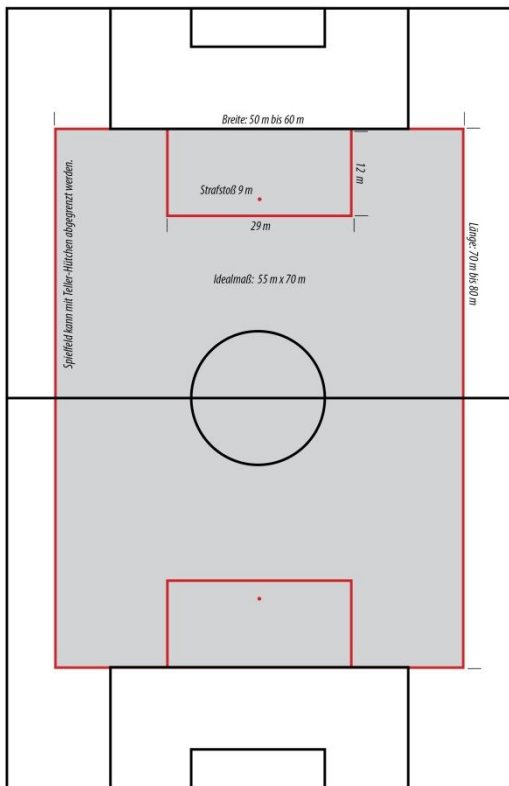 Breite: 50 m bis 60 m
Spielfeld kann mit Teller-Hütchen abgegrenzt werden.
12 m
Strafstoß 9 m
29 m
Länge: 70 m bis 80 m
Idealmaß: 55 m x 70 m